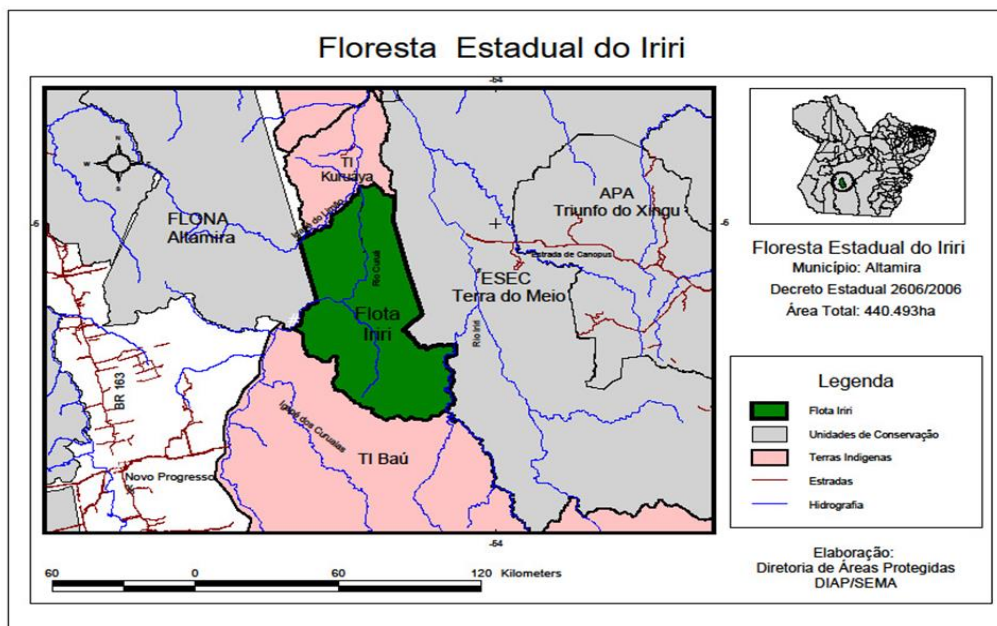 Floresta Estadual do Iriri
-54
N
W
E
S
TI
Kuruáya
-6
FLONA
Altamira
Rio Curuá
APA
Triunfo do Xingu
-6
Estrada de Canopus
ESEC
Terra do Meio
Flota
Iriri
Rio Iriri
BR 163
TI Baú
Novo Progresso
-54
60
0
60
120 Kilometers
Floresta Estadual do Iriri
Município: Altamira
Decreto Estadual 2606/2006
Área Total: 440.493ha
Legenda
Flota Iriri
Unidades de Conservação
Terras Indigenas
Estradas
Hidrografia
Elaboração:
Diretoria de Áreas Protegidas
DIAP/SEMA